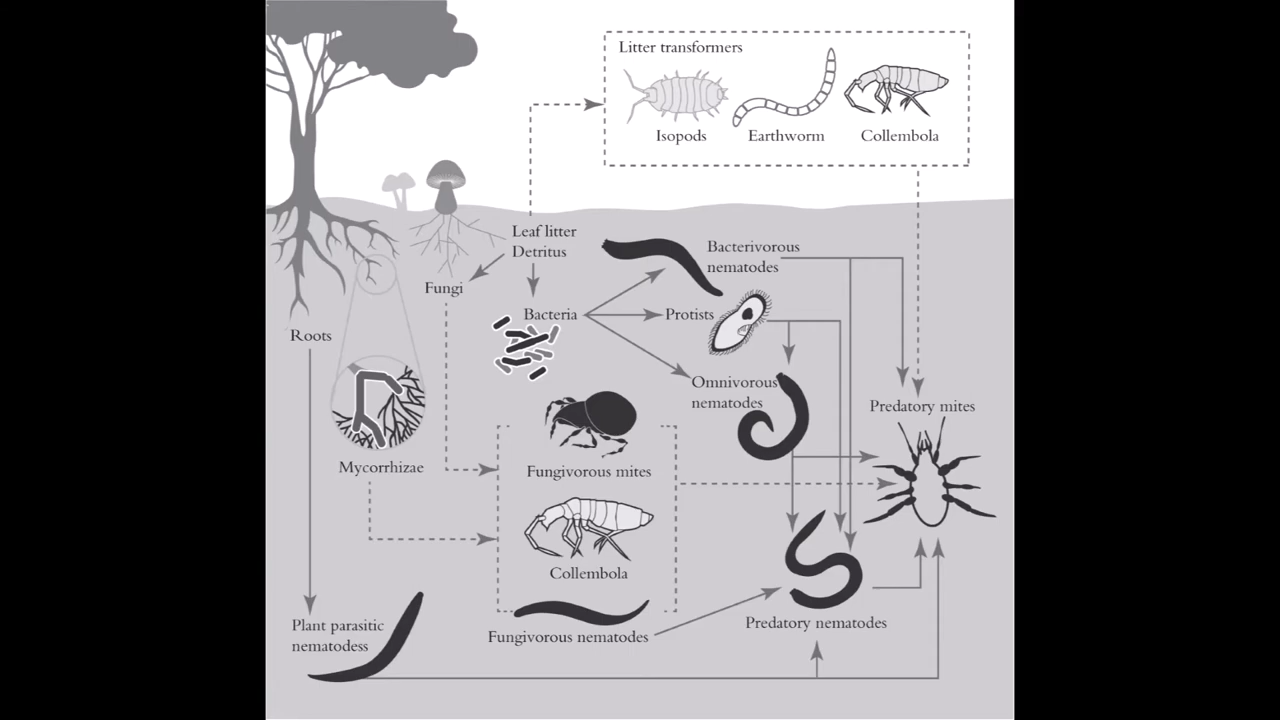 Litter transformers
Isopods
Earthworm
Collembola
Leaf litter
Detritus
Fungi
Bacteria
Bacterivorous
nematodes
Protists
Roots
Omnivorous
nematodes
Predatory mites
Mycorrhizae
Fungivorous mites
Collembola
Plant parasitic
nematodess
Fungivorous nematodes
Predatory nematodes